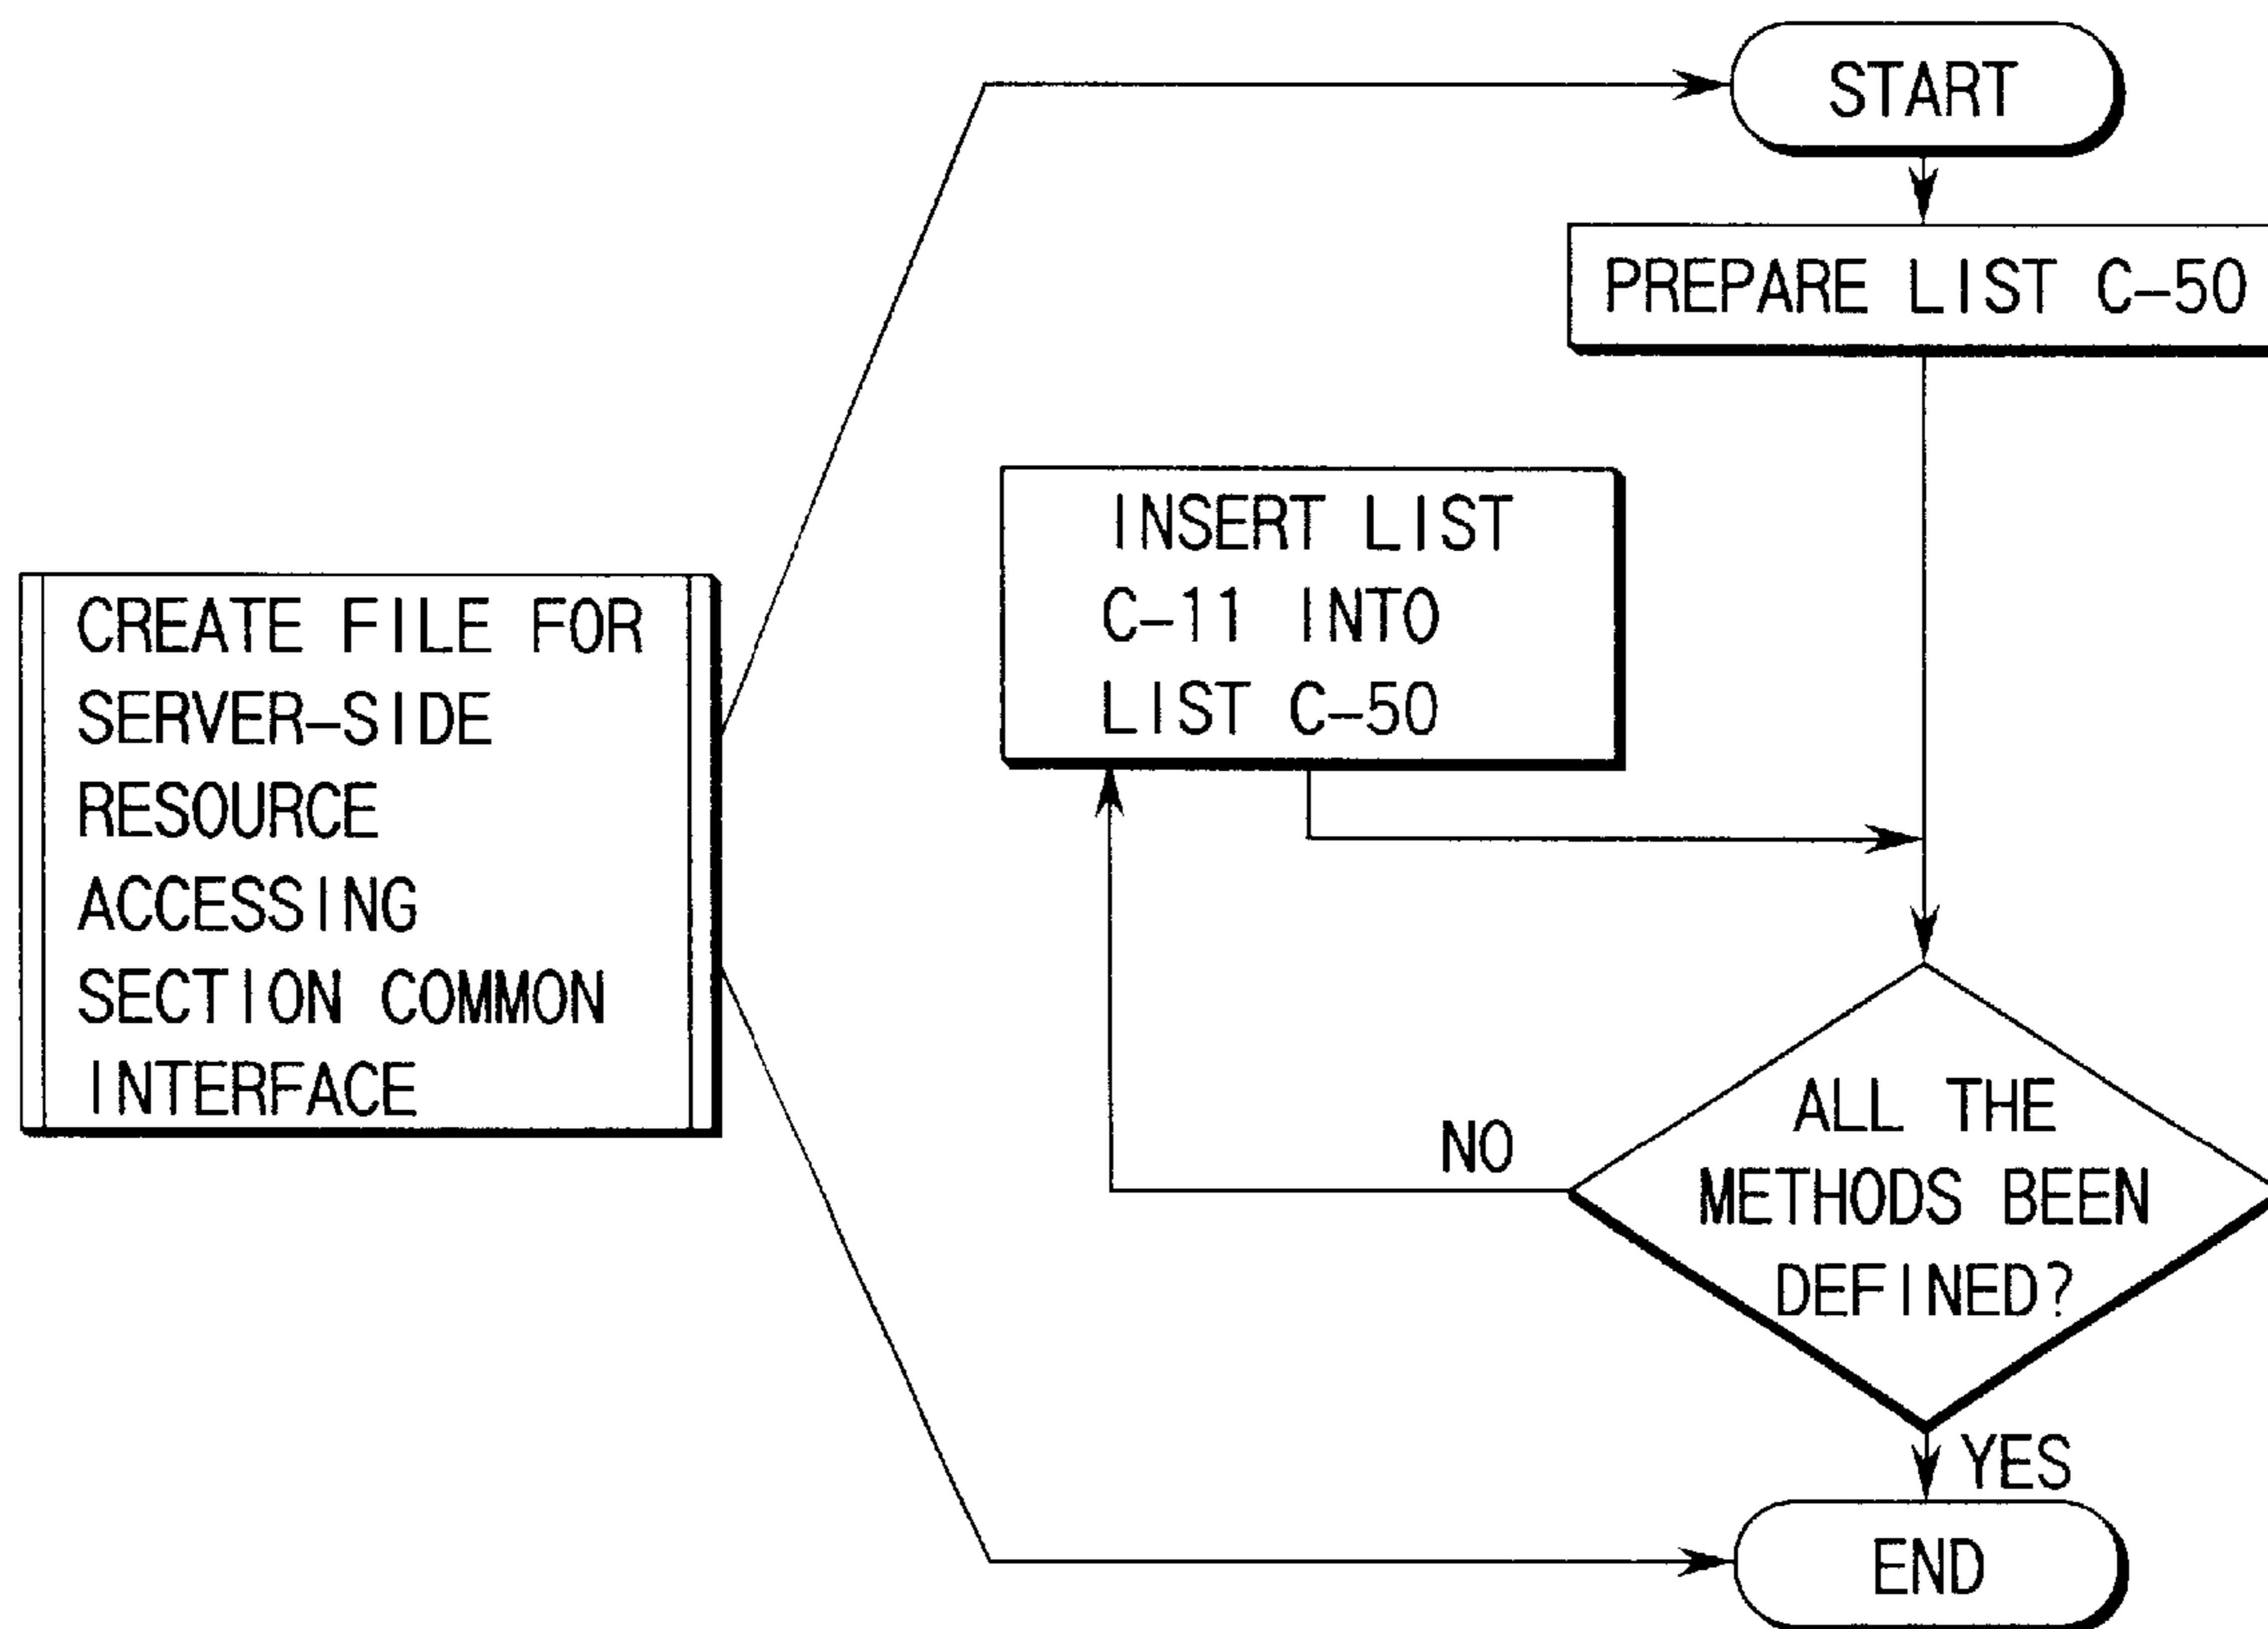 START
PREPARE LIST C-50
INSERT LIST
C-11 INTO
LIST C-50
CREATE FILE FOR
SERVER-SIDE
RESOURCE
ACCESSING
SECTION COMMON
INTERFACE
ALL THE
METHODS BEEN
DEFINED?
NO
YES
END